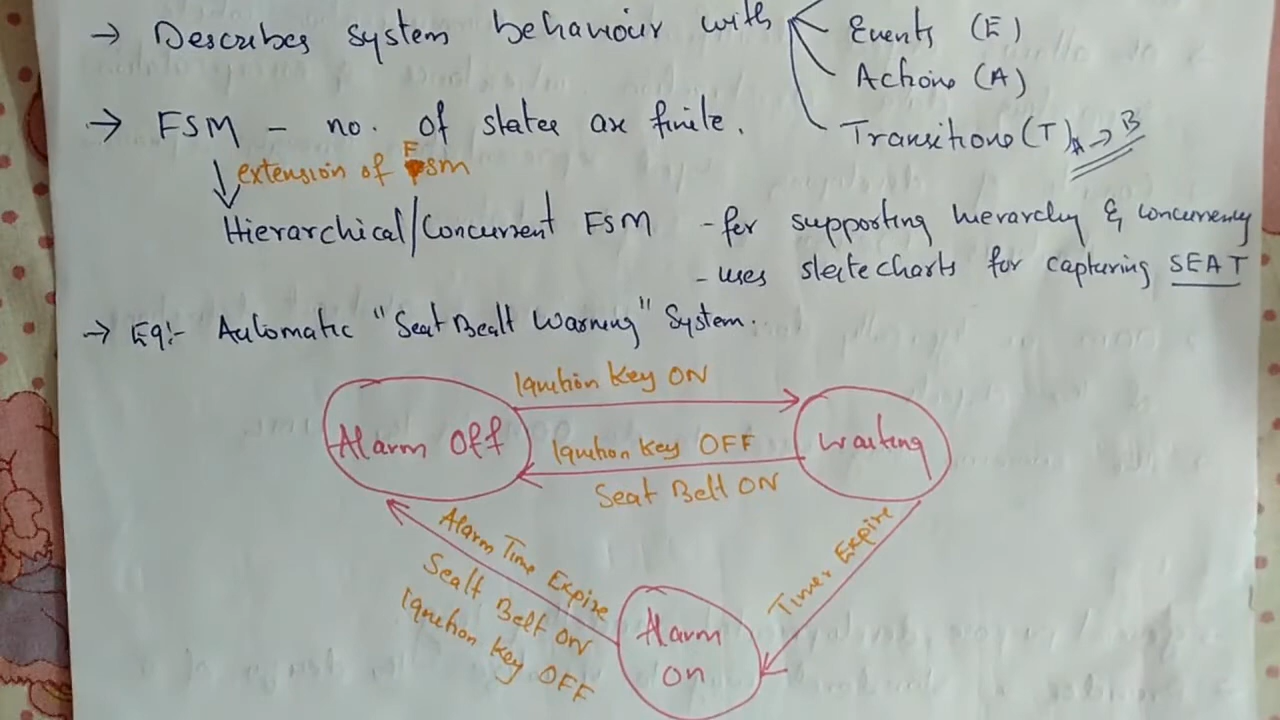 → Describes system behaviour with Events (E)
Actions (A)
→ FSM - no. of states are finite.
Transitions (T) A → B
extension of FSM
Hierarchical/Concurrent FSM - for supporting hierarchy & concurrency
- uses statecharts for capturing SEAT
→ Eg:- Automatic "Seat Bealt Warning" System.
Ignition Key ON
Alarm Off
Ignition Key OFF
Waiting
Seat Belt ON
Alarm Time Expire
Sealt Belt ON
Ignition Key OFF
Timer Expire
Alarm
on